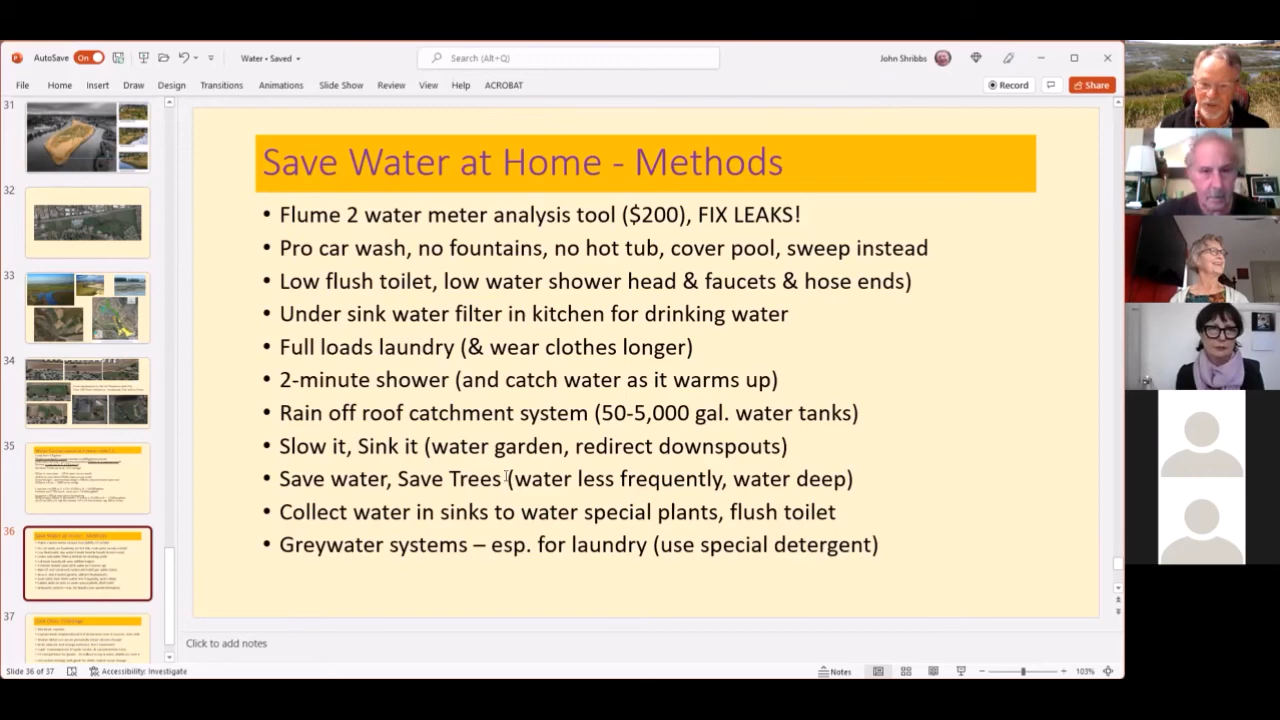 AutoSave On Water • Saved Search (Alt+Q) John Shribbs
File Home Insert Draw Design Transitions Animations Slide Show Review View Help ACROBAT Record Share
31
32
33
34
35
36
37
Save Water at Home - Methods
• Flume 2 water meter analysis tool ($200), FIX LEAKS!
• Pro car wash, no fountains, no hot tub, cover pool, sweep instead
• Low flush toilet, low water shower head & faucets & hose ends)
• Under sink water filter in kitchen for drinking water
• Full loads laundry (& wear clothes longer)
• 2-minute shower (and catch water as it warms up)
• Rain off roof catchment system (50-5,000 gal. water tanks)
• Slow it, Sink it (water garden, redirect downspouts)
• Save water, Save Trees (water less frequently, water deep)
• Collect water in sinks to water special plants, flush toilet
• Greywater systems – exp. for laundry (use special detergent)
Click to add notes
Slide 36 of 37 Accessibility: Investigate Notes 103%